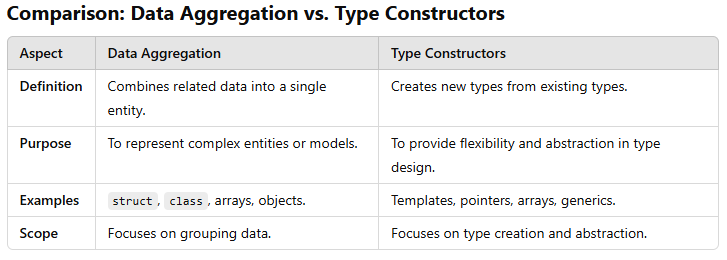 Comparison: Data Aggregation vs. Type Constructors
Aspect Data Aggregation Type Constructors
Definition Combines related data into a single Creates new types from existing types.
entity.
Purpose To represent complex entities or models. To provide flexibility and abstraction in type
design.
Examples struct, class, arrays, objects. Templates, pointers, arrays, generics.
Scope Focuses on grouping data. Focuses on type creation and abstraction.